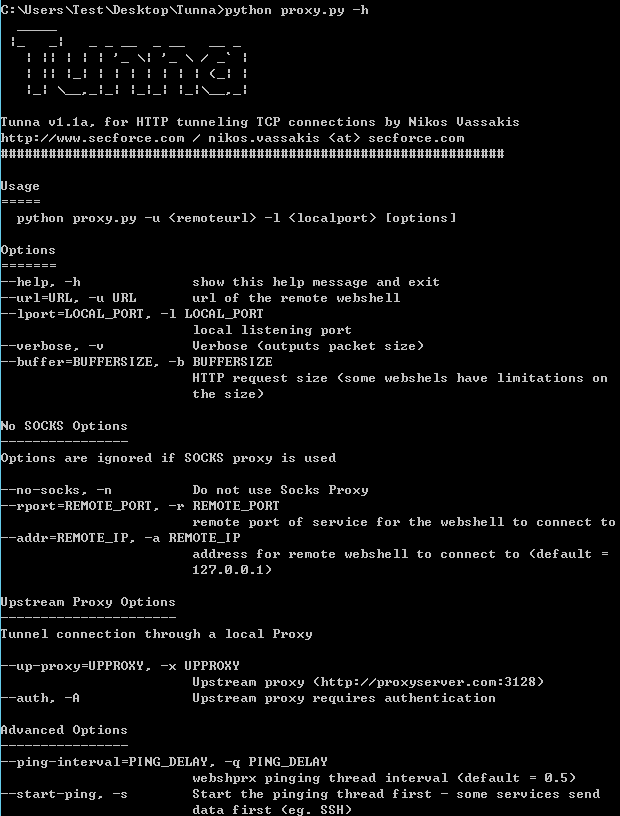 C:\Users\Test\Desktop\Tunna>python proxy.py -h
Tunna
Tunna v1.1a, for HTTP tunneling TCP connections by Nikos Vassakis
http://www.secforce.com / nikos.vassakis <at> secforce.com
###############################################################
Usage
=====
python proxy.py -u <remoteurl> -l <localport> [options]
Options
=======
--help, -h show this help message and exit
--url=URL, -u URL url of the remote webshell
--lport=LOCAL_PORT, -l LOCAL_PORT
local listening port
--verbose, -v Verbose (outputs packet size)
--buffer=BUFFERSIZE, -b BUFFERSIZE
HTTP request size (some webshels have limitations on
the size)
No SOCKS Options
----------------
Options are ignored if SOCKS proxy is used
--no-socks, -n Do not use Socks Proxy
--rport=REMOTE_PORT, -r REMOTE_PORT
remote port of service for the webshell to connect to
--addr=REMOTE_IP, -a REMOTE_IP
address for remote webshell to connect to (default =
127.0.0.1)
Upstream Proxy Options
----------------------
Tunnel connection through a local Proxy
--up-proxy=UPPROXY, -x UPPROXY
Upstream proxy (http://proxyserver.com:3128)
--auth, -A Upstream proxy requires authentication
Advanced Options
----------------
--ping-interval=PING_DELAY, -q PING_DELAY
webshprx pinging thread interval (default = 0.5)
--start-ping, -s Start the pinging thread first - some services send
data first (eg. SSH)